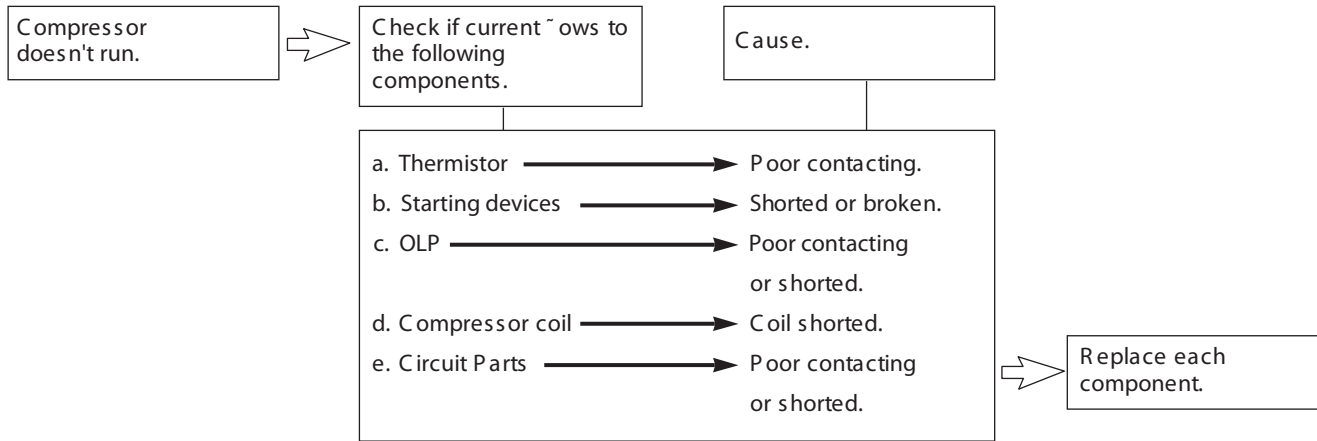 Compressor
doesn't run.
Check if current ˜ows to
the following
components.
Cause.
a. Thermistor
Poor contacting.
b. Starting devices
Shorted or broken.
c. OLP
Poor contacting
or shorted.
d. Compressor coil
Coil shorted.
e. Circuit Parts
Poor contacting
or shorted.
Replace each
component.